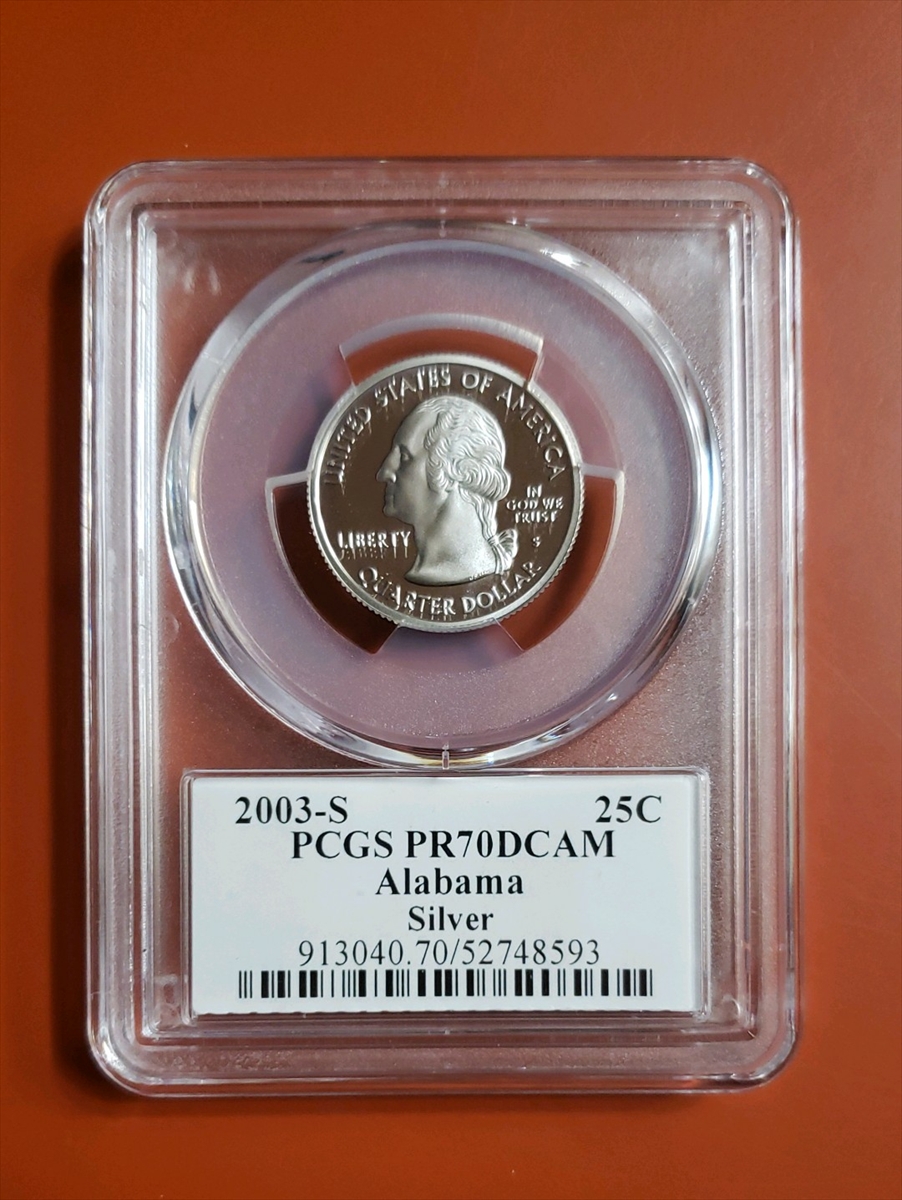 UNITED STATES OF AMERICA
LIBERTY
IN
GOD WE
TRUST
S
QUARTER DOLLAR
2003-S 25C
PCGS PR70DCAM
Alabama
Silver
913040.70/52748593